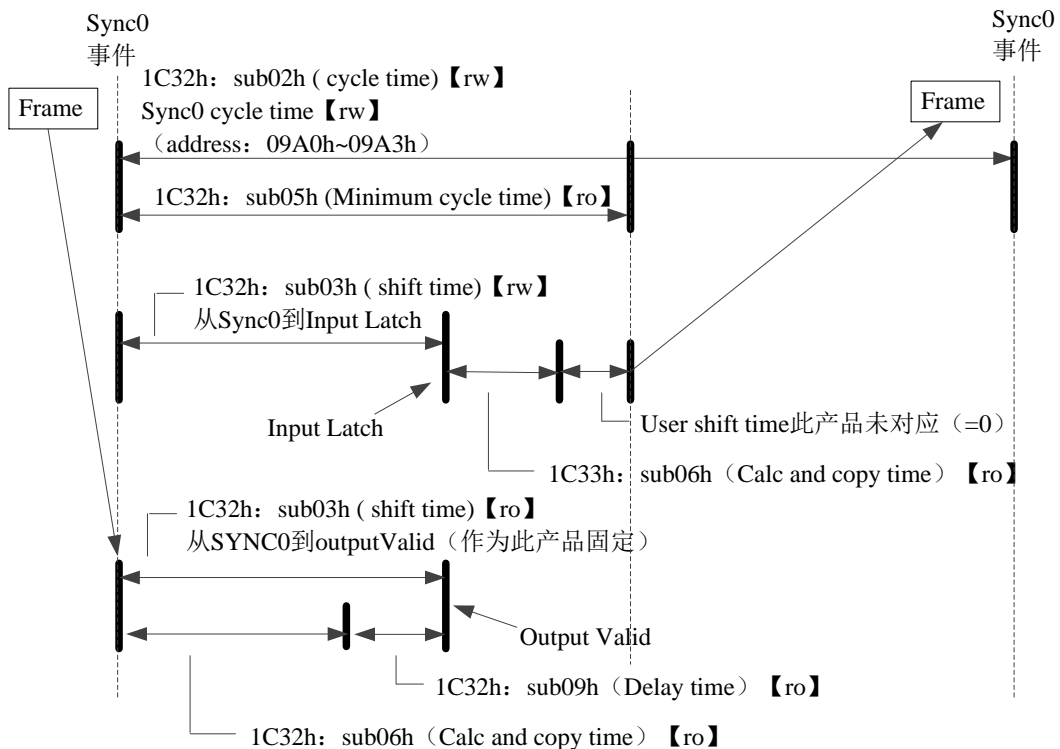 Sync0
事件
Sync0
事件
Frame
Frame
1C32h：sub02h ( cycle time)【rw】
Sync0 cycle time【rw】
（address：09A0h~09A3h）
1C32h：sub05h (Minimum cycle time)【ro】
1C32h：sub03h ( shift time)【rw】
从Sync0到Input Latch
Input Latch
User shift time此产品未对应（=0）
1C33h：sub06h（Calc and copy time）【ro】
1C32h：sub03h ( shift time)【ro】
从SYNC0到outputValid（作为此产品固定）
Output Valid
1C32h：sub09h（Delay time）【ro】
1C32h：sub06h（Calc and copy time）【ro】